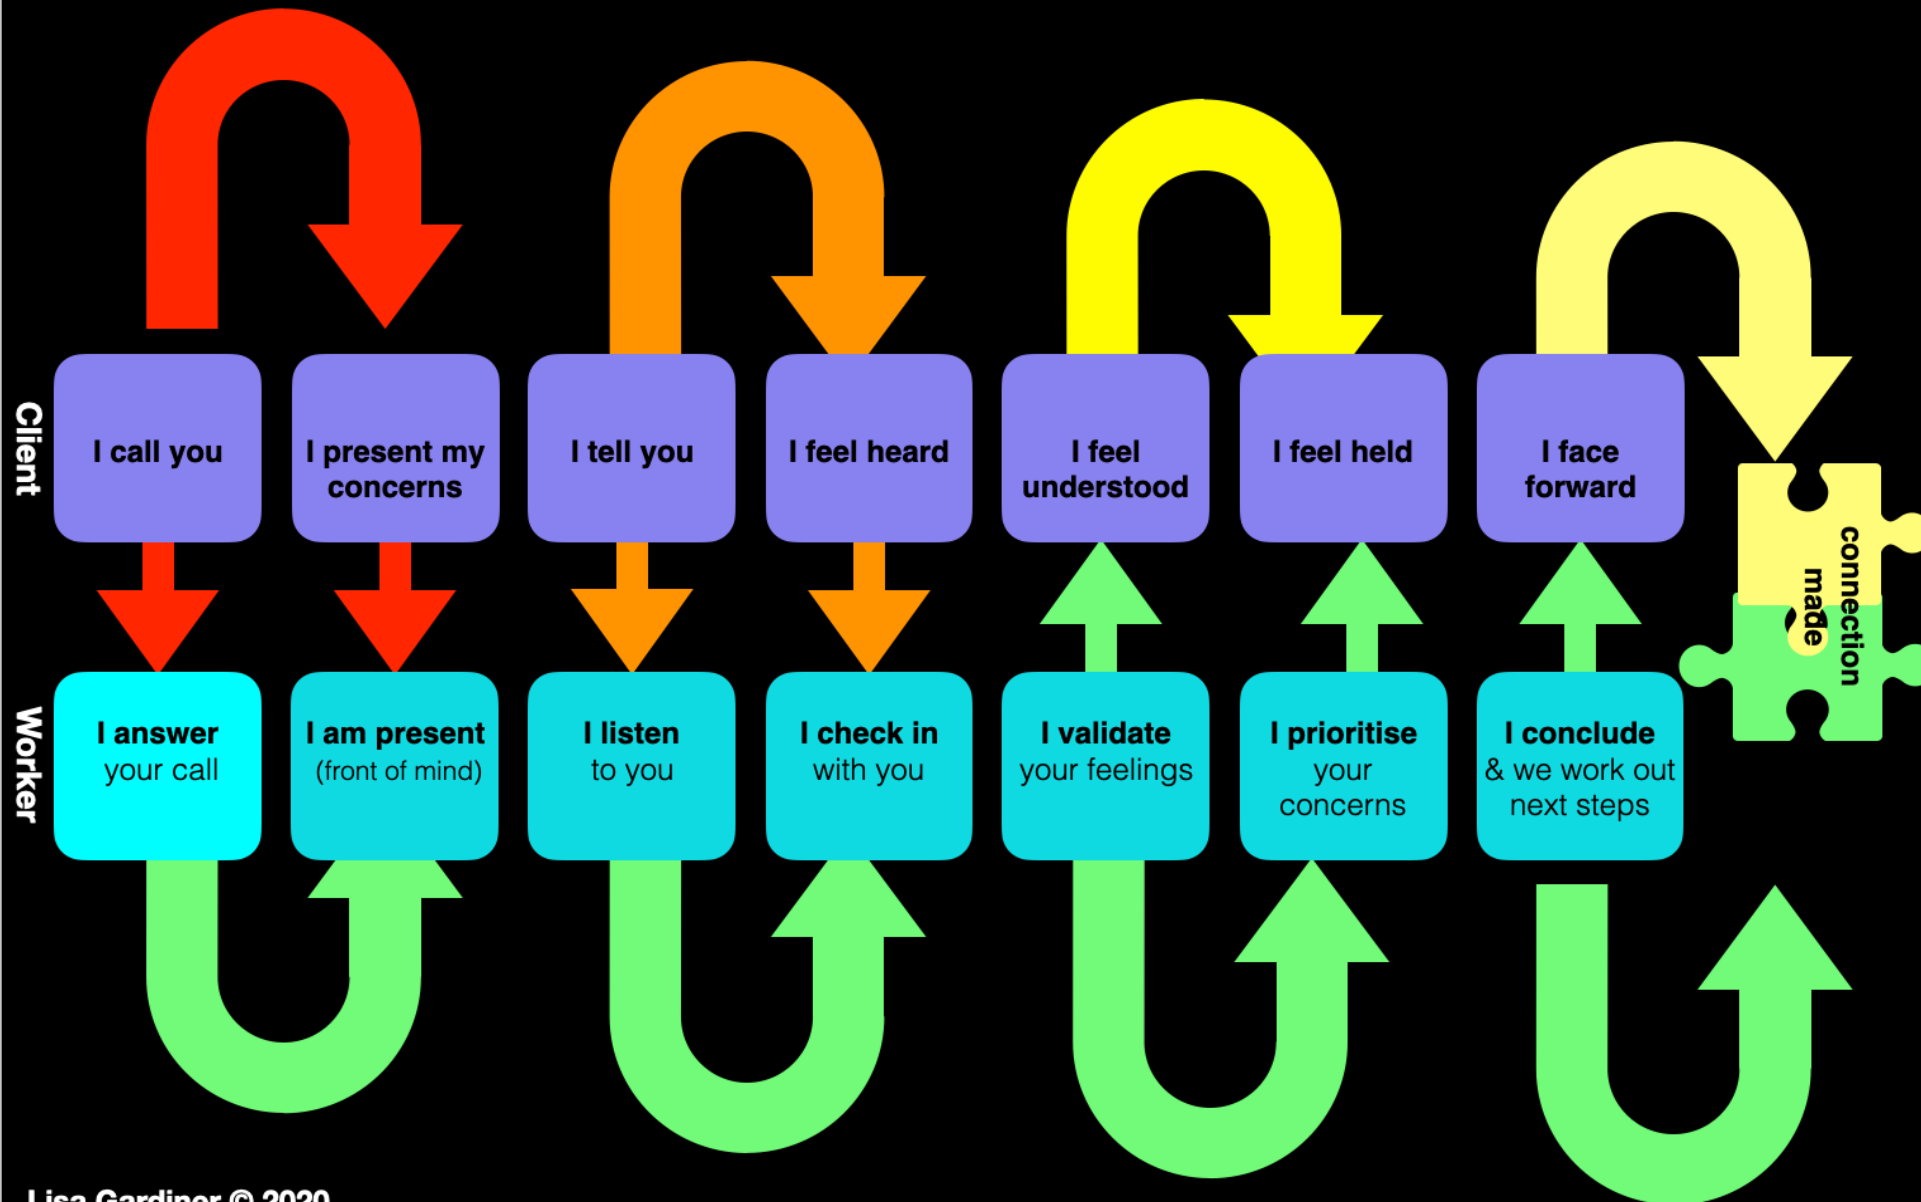 Client
I call you
I present my
concerns
I tell you
I feel heard
I feel
understood
I feel held
I face
forward
connection
made
Worker
I answer
your call
I am present
(front of mind)
I listen
to you
I check in
with you
I validate
your feelings
I prioritise
your
concerns
I conclude
& we work out
next steps
Lisa Gardiner © 2020